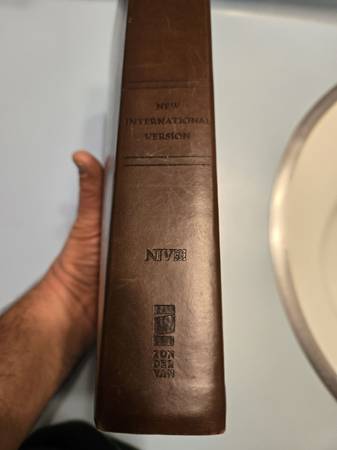 NEW
INTERNATIONAL
VERSION
NIV
ZON
DER
VAN